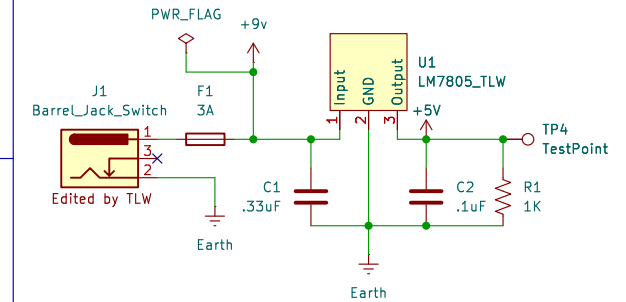 PWR_FLAG
+9v
J1
Barrel_Jack_Switch
1
3
2
Edited by TLW
F1
3A
Earth
C1
.33uF
U1
LM7805_TLW
Input
GND
Output
1
2
3
+5V
C2
.1uF
R1
1K
TP4
TestPoint
Earth